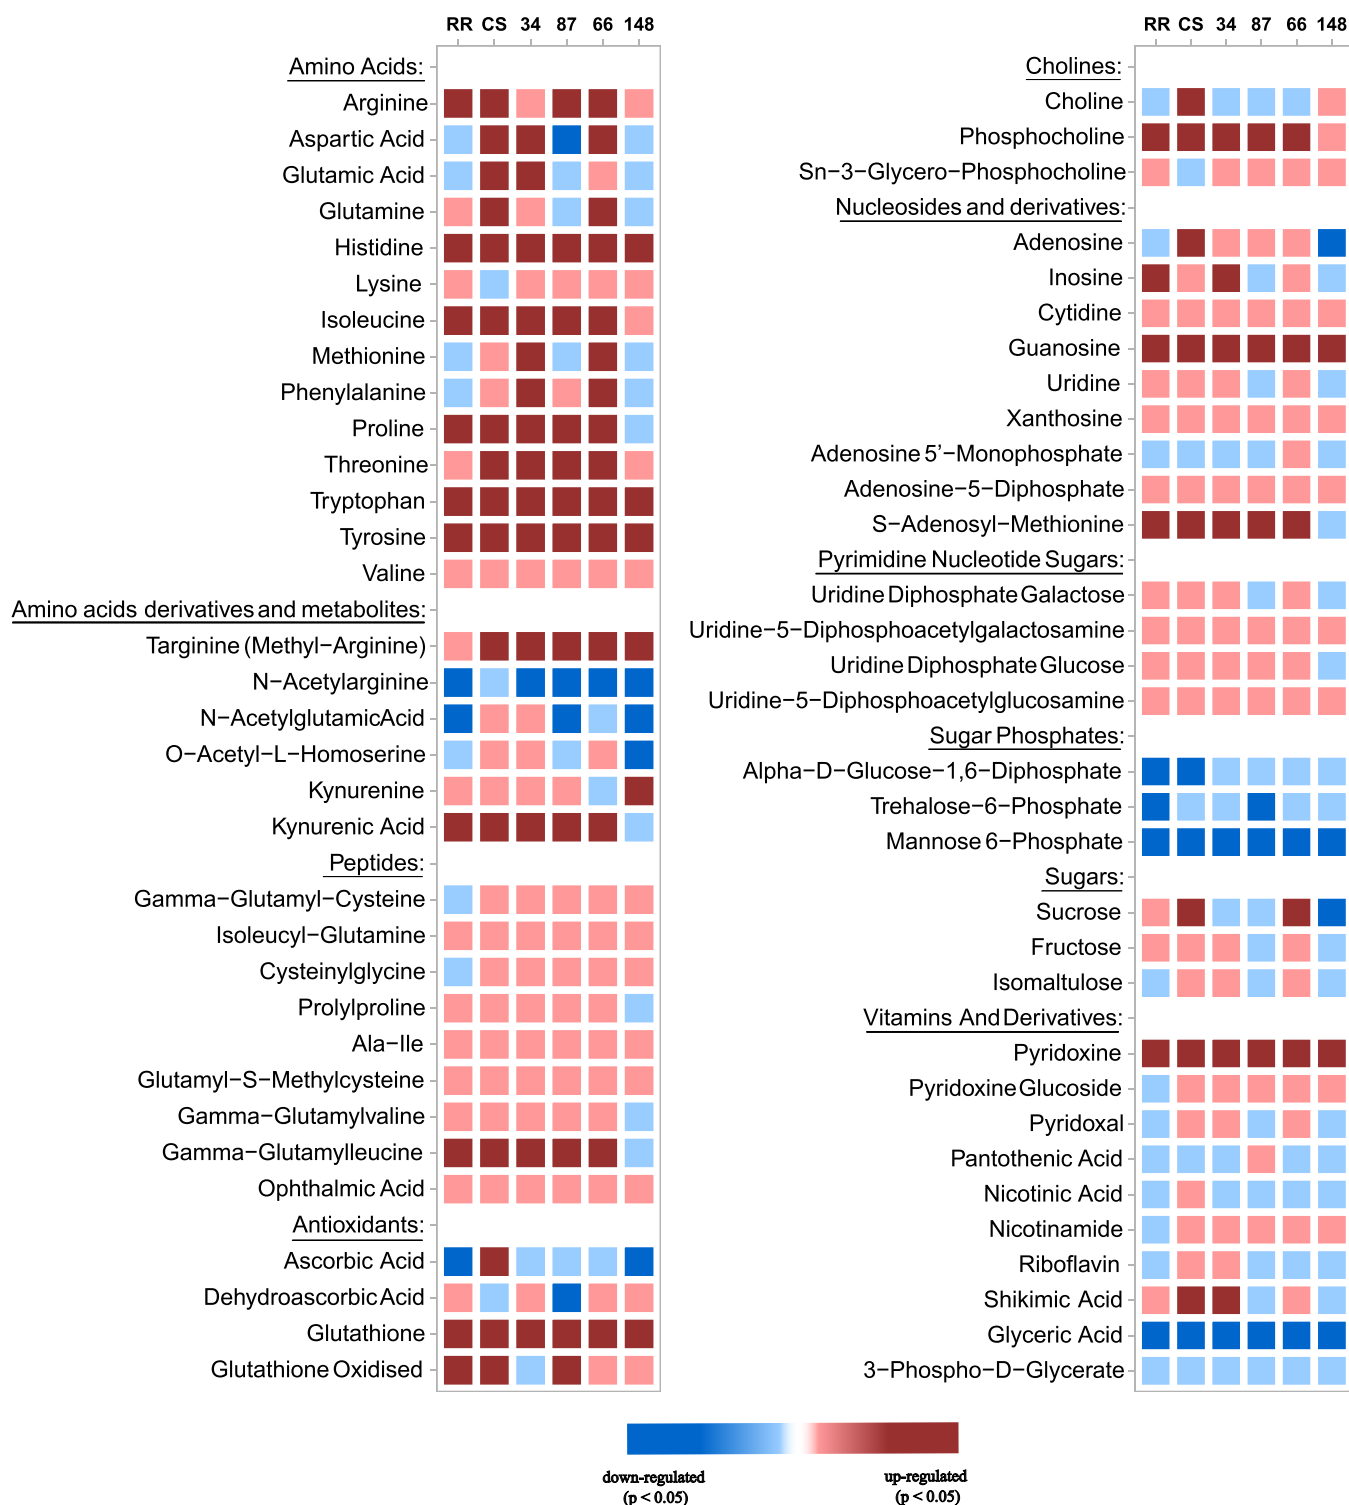 RR CS 34 87 66 148
Amino Acids:
Arginine
Aspartic Acid
Glutamic Acid
Glutamine
Histidine
Lysine
Isoleucine
Methionine
Phenylalanine
Proline
Threonine
Tryptophan
Tyrosine
Valine
Amino acids derivatives and metabolites:
Targinine (Methyl−Arginine)
N−Acetylarginine
N−Acetylglutamic Acid
O−Acetyl−L−Homoserine
Kynurenine
Kynurenic Acid
Peptides:
Gamma−Glutamyl−Cysteine
Isoleucyl−Glutamine
Cysteinylglycine
Prolylproline
Ala−Ile
Glutamyl−S−Methylcysteine
Gamma−Glutamylvaline
Gamma−Glutamylleucine
Ophthalmic Acid
Antioxidants:
Ascorbic Acid
Dehydroascorbic Acid
Glutathione
Glutathione Oxidised
RR CS 34 87 66 148
Cholines:
Choline
Phosphocholine
Sn−3−Glycero−Phosphocholine
Nucleosides and derivatives:
Adenosine
Inosine
Cytidine
Guanosine
Uridine
Xanthosine
Adenosine 5’−Monophosphate
Adenosine−5−Diphosphate
S−Adenosyl−Methionine
Pyrimidine Nucleotide Sugars:
Uridine Diphosphate Galactose
Uridine−5−Diphosphoacetylgalactosamine
Uridine Diphosphate Glucose
Uridine−5−Diphosphoacetylglucosamine
Sugar Phosphates:
Alpha−D−Glucose−1,6−Diphosphate
Trehalose−6−Phosphate
Mannose 6−Phosphate
Sugars:
Sucrose
Fructose
Isomaltulose
Vitamins And Derivatives:
Pyridoxine
Pyridoxine Glucoside
Pyridoxal
Pantothenic Acid
Nicotinic Acid
Nicotinamide
Riboflavin
Shikimic Acid
Glyceric Acid
3−Phospho−D−Glycerate
down-regulated
(p < 0.05)
up-regulated
(p < 0.05)